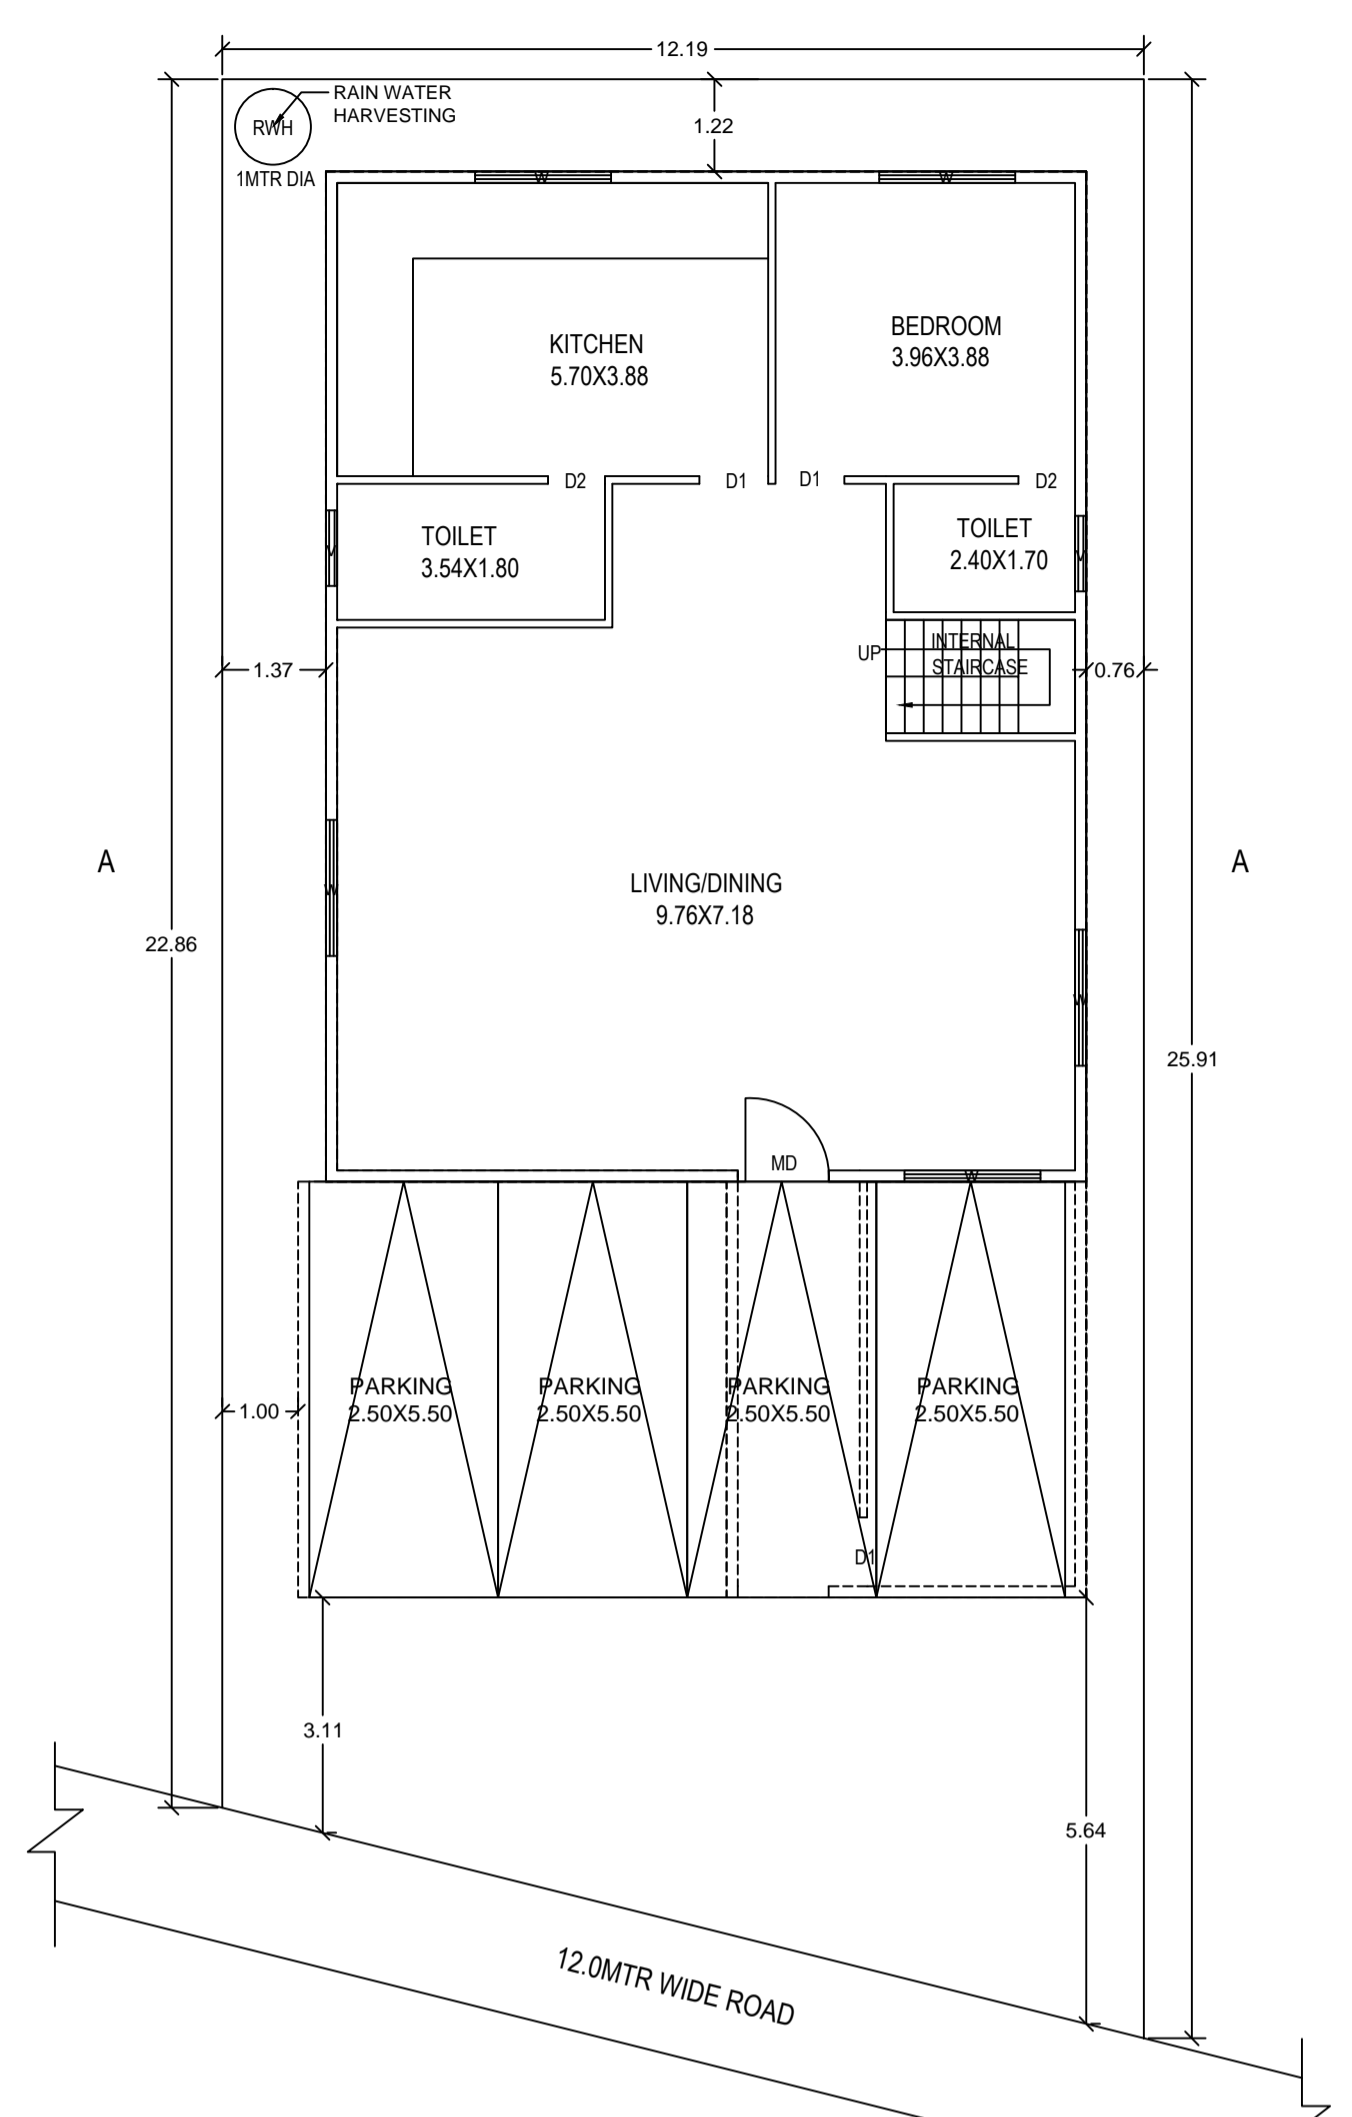 12.19
RAIN WATER
HARVESTING
RWH
1.22
1MTR DIA
W
W
KITCHEN
5.70X3.88
BEDROOM
3.96X3.88
D2
D1
D1
D2
TOILET
3.54X1.80
TOILET
2.40X1.70
V
V
UP
INTERNAL
STAIRCASE
1.37
0.76
A
A
LIVING/DINING
9.76X7.18
W
22.86
W
25.91
MD
W
PARKING
2.50X5.50
PARKING
2.50X5.50
PARKING
2.50X5.50
PARKING
2.50X5.50
1.00
D1
3.11
5.64
12.0MTR WIDE ROAD